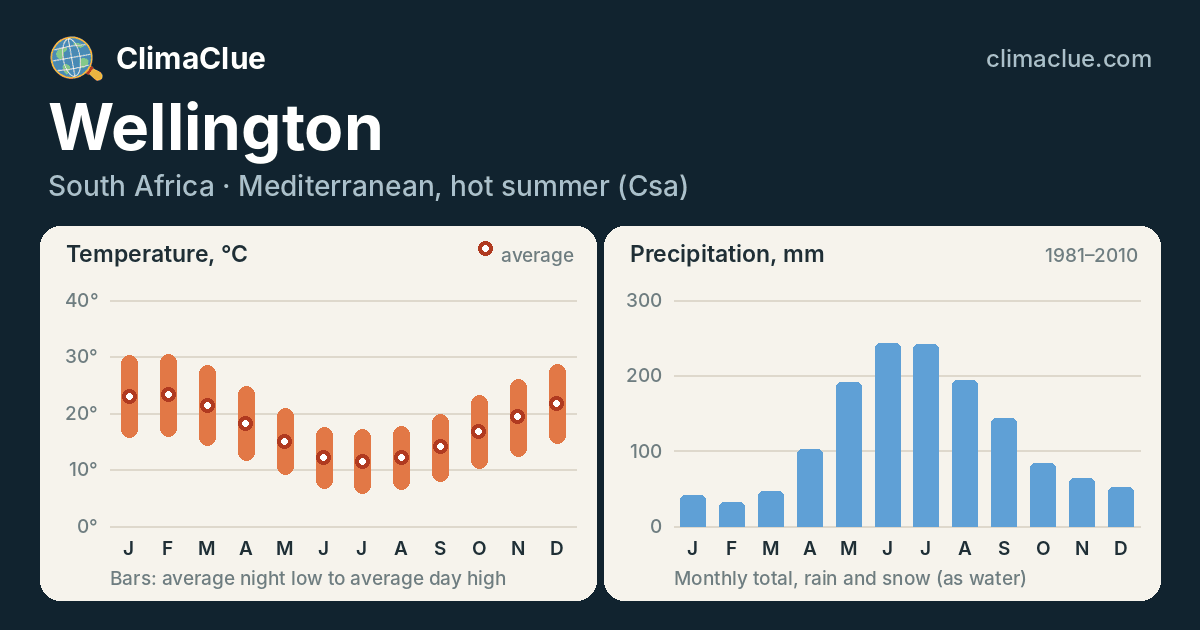 ClimaClue
climaclue.com
Wellington
South Africa · Mediterranean, hot summer (Csa)
Temperature, °C
average
40°
30°
20°
10°
0°
J F M A M J J A S O N D
Bars: average night low to average day high
Precipitation, mm
1981–2010
300
200
100
0
J F M A M J J A S O N D
Monthly total, rain and snow (as water)